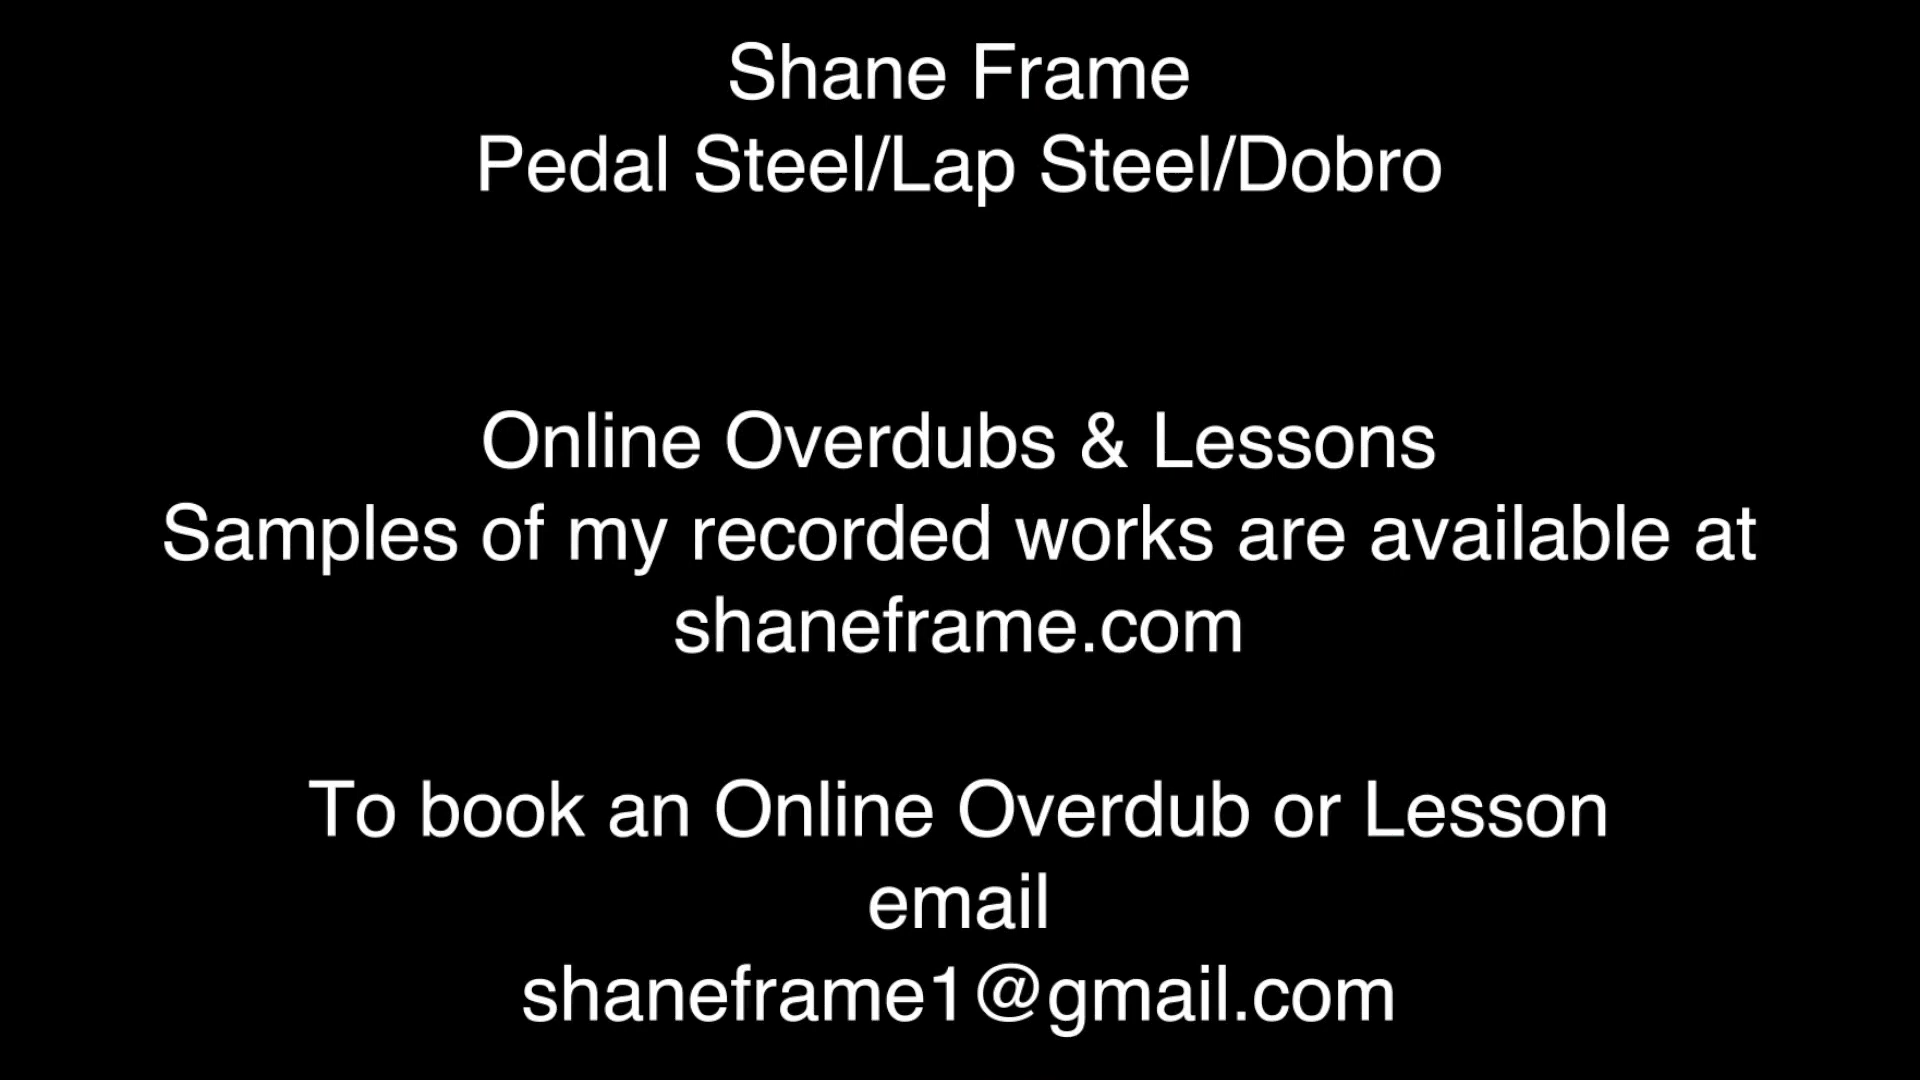 Shane Frame
Pedal Steel/Lap Steel/Dobro
Online Overdubs & Lessons
Samples of my recorded works are available at
shaneframe.com
To book an Online Overdub or Lesson
email
shaneframe1@gmail.com